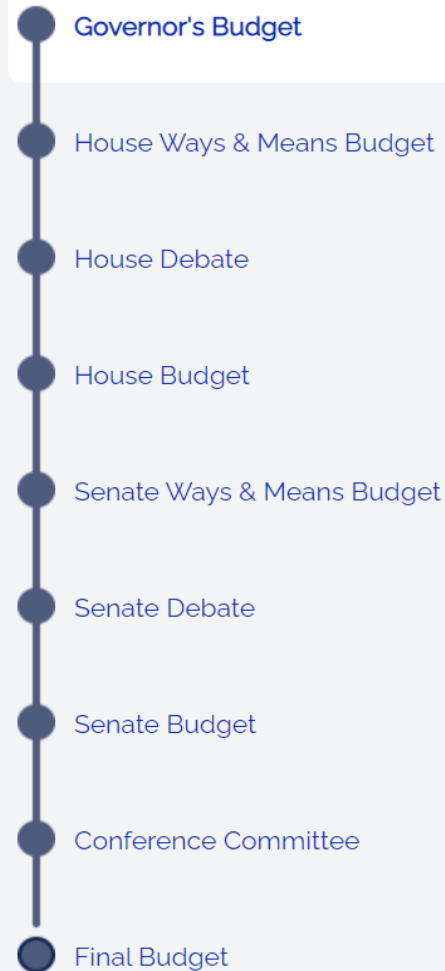 Governor's Budget
House Ways & Means Budget
House Debate
House Budget
Senate Ways & Means Budget
Senate Debate
Senate Budget
Conference Committee
Final Budget